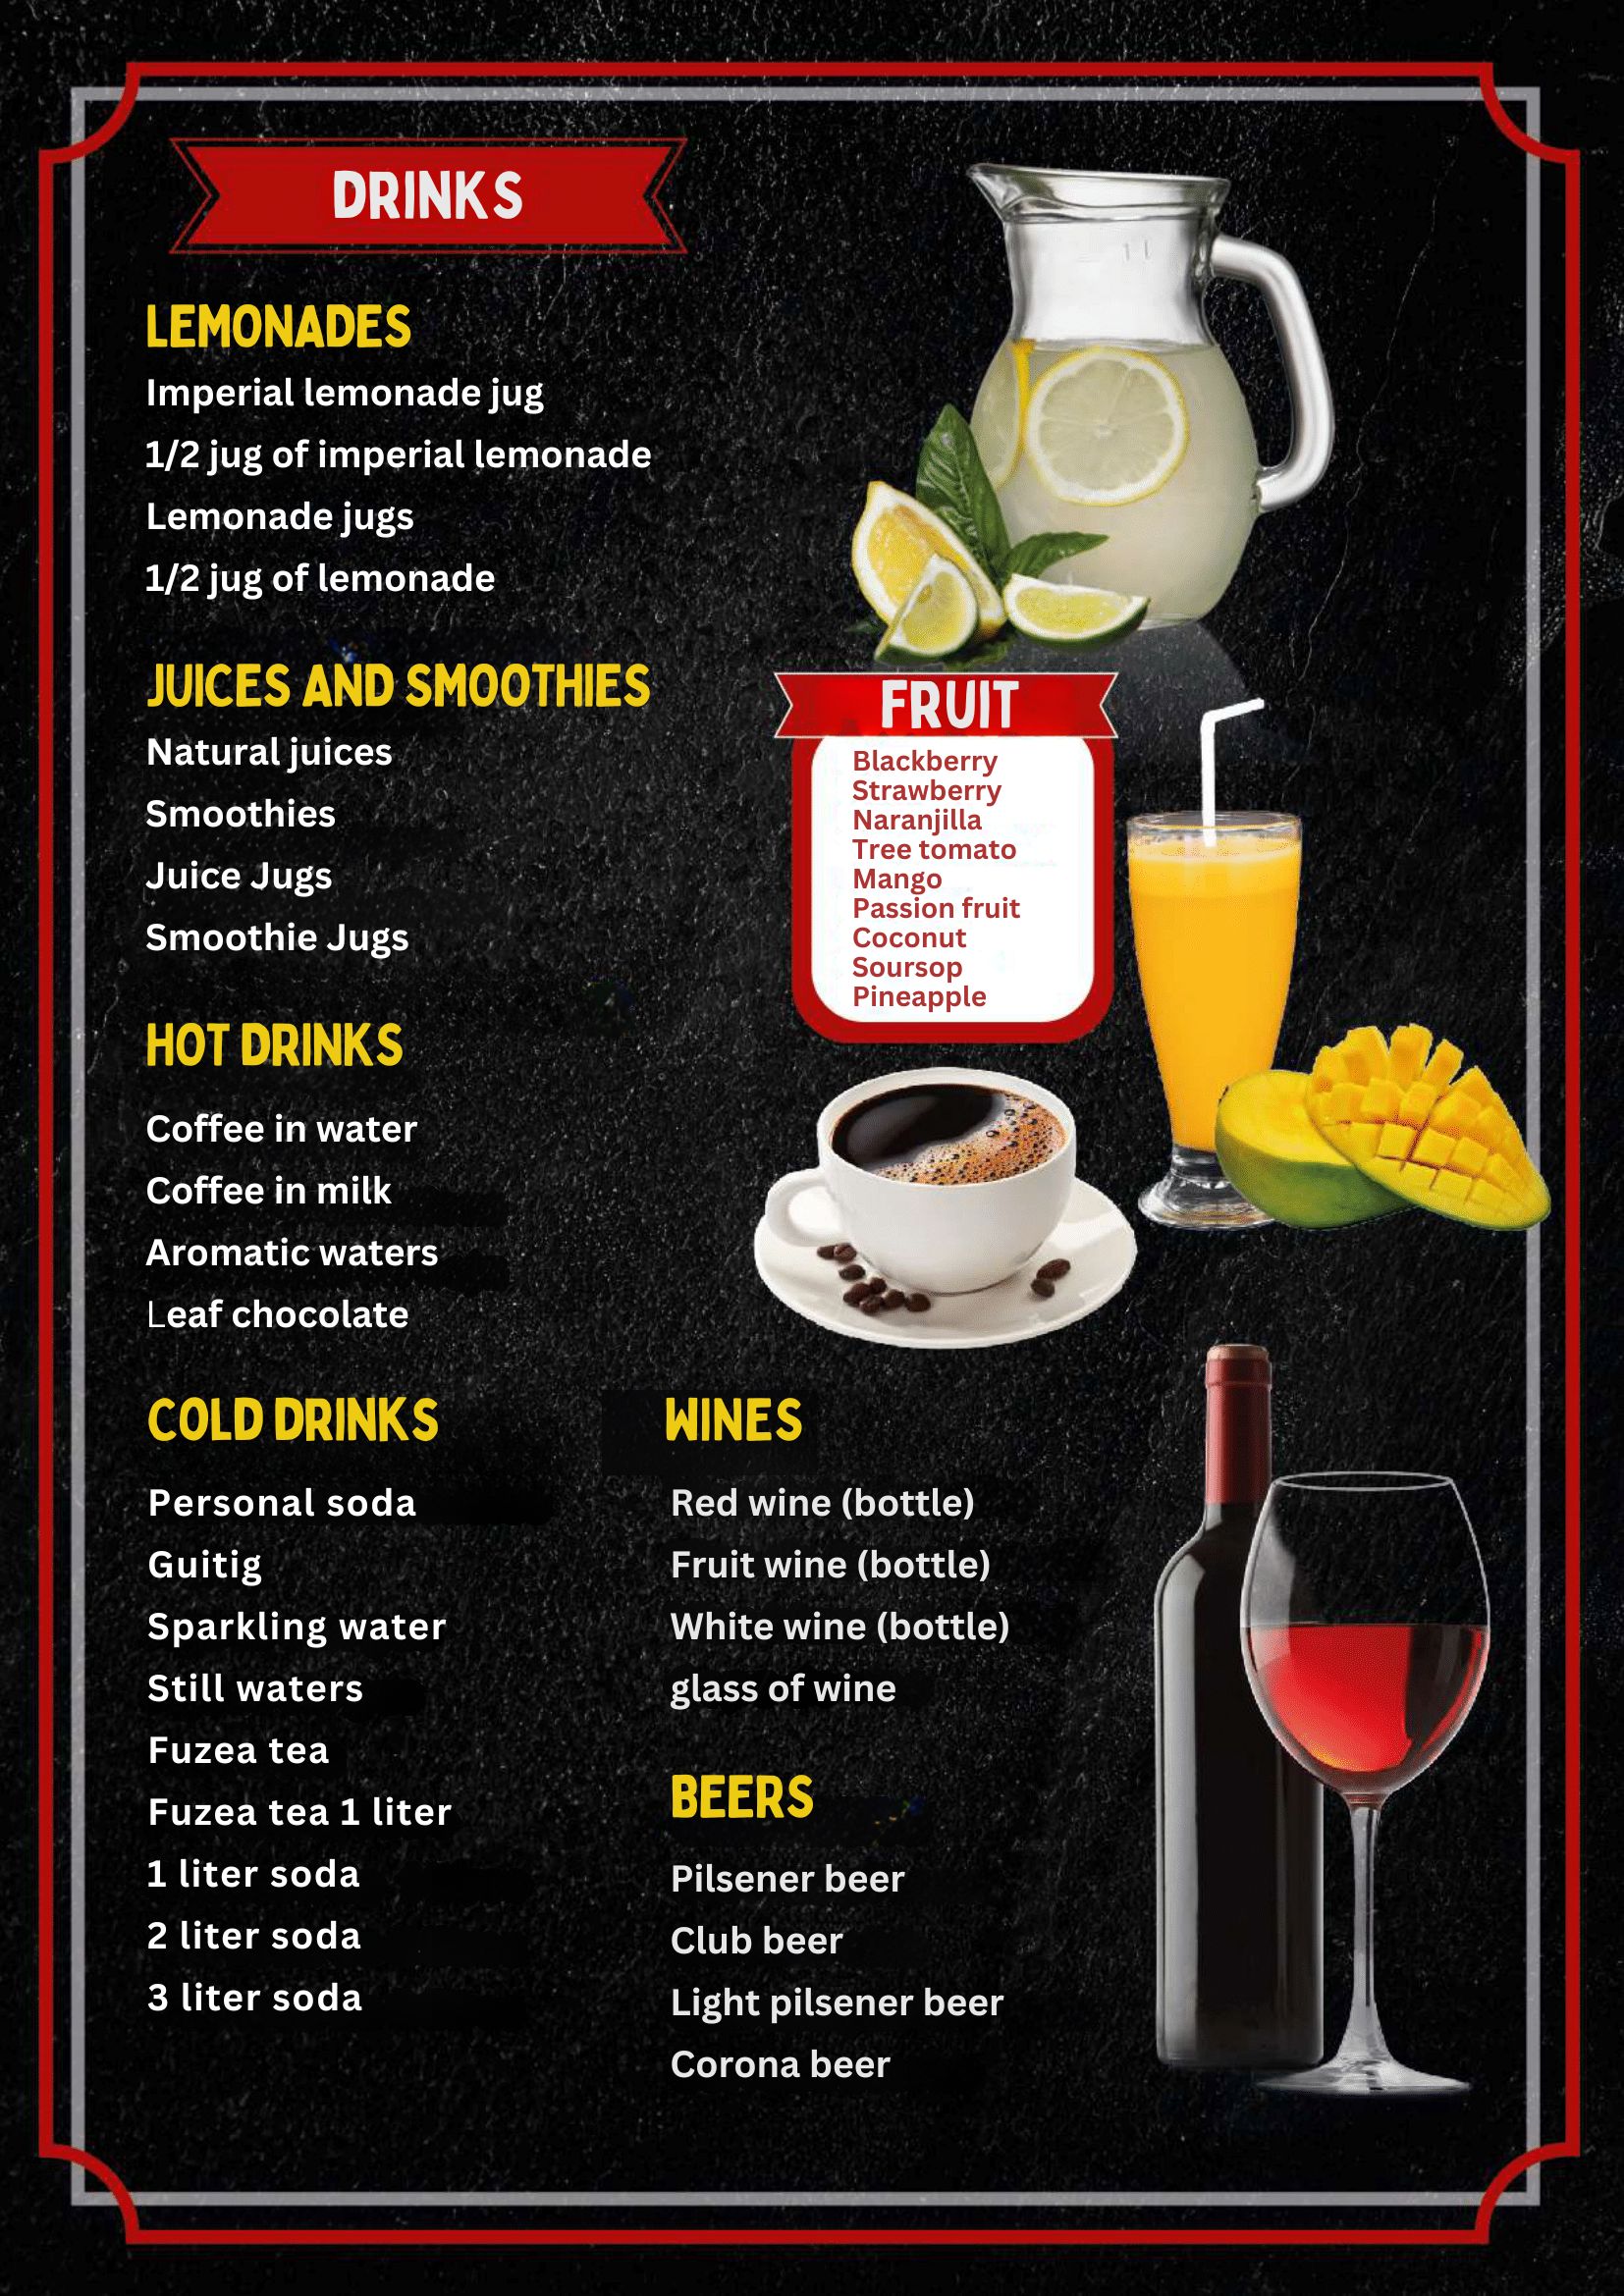 DRINKS
LEMONADES
Imperial lemonade jug
1/2 jug of imperial lemonade
Lemonade jugs
1/2 jug of lemonade
JUICES AND SMOOTHIES
Natural juices
Smoothies
Juice Jugs
Smoothie Jugs
FRUIT
Blackberry
Strawberry
Naranjilla
Tree tomato
Mango
Passion fruit
Coconut
Soursop
Pineapple
HOT DRINKS
Coffee in water
Coffee in milk
Aromatic waters
Leaf chocolate
COLD DRINKS
Personal soda
Guitig
Sparkling water
Still waters
Fuzea tea
Fuzea tea 1 liter
1 liter soda
2 liter soda
3 liter soda
WINES
Red wine (bottle)
Fruit wine (bottle)
White wine (bottle)
glass of wine
BEERS
Pilsener beer
Club beer
Light pilsener beer
Corona beer